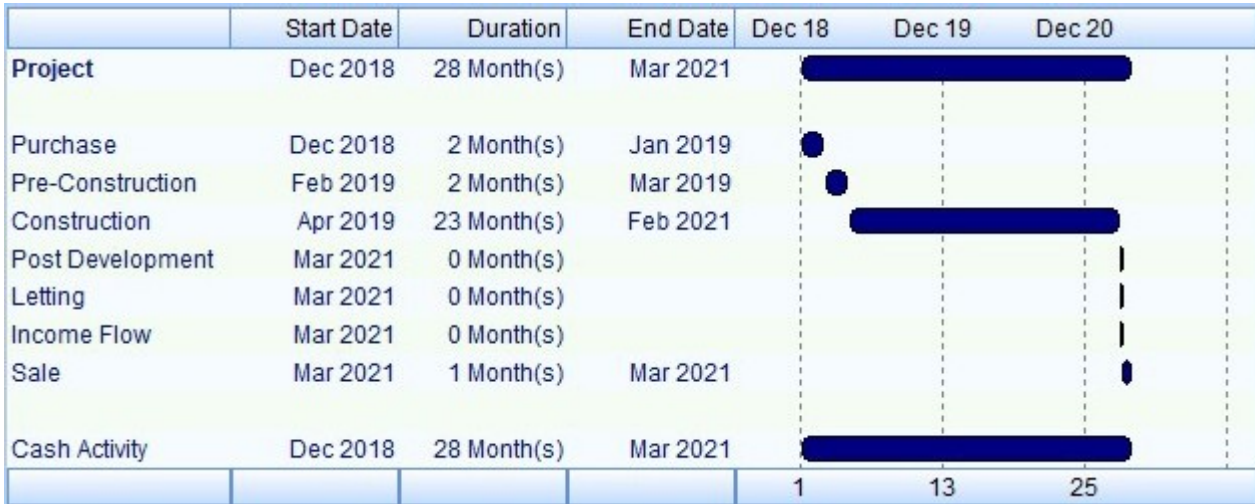 Start Date Duration End Date Dec 18 Dec 19 Dec 20
Project Dec 2018 28 Month(s) Mar 2021
Purchase Dec 2018 2 Month(s) Jan 2019
Pre-Construction Feb 2019 2 Month(s) Mar 2019
Construction Apr 2019 23 Month(s) Feb 2021
Post Development Mar 2021 0 Month(s)
Letting Mar 2021 0 Month(s)
Income Flow Mar 2021 0 Month(s)
Sale Mar 2021 1 Month(s) Mar 2021
Cash Activity Dec 2018 28 Month(s) Mar 2021
1 13 25